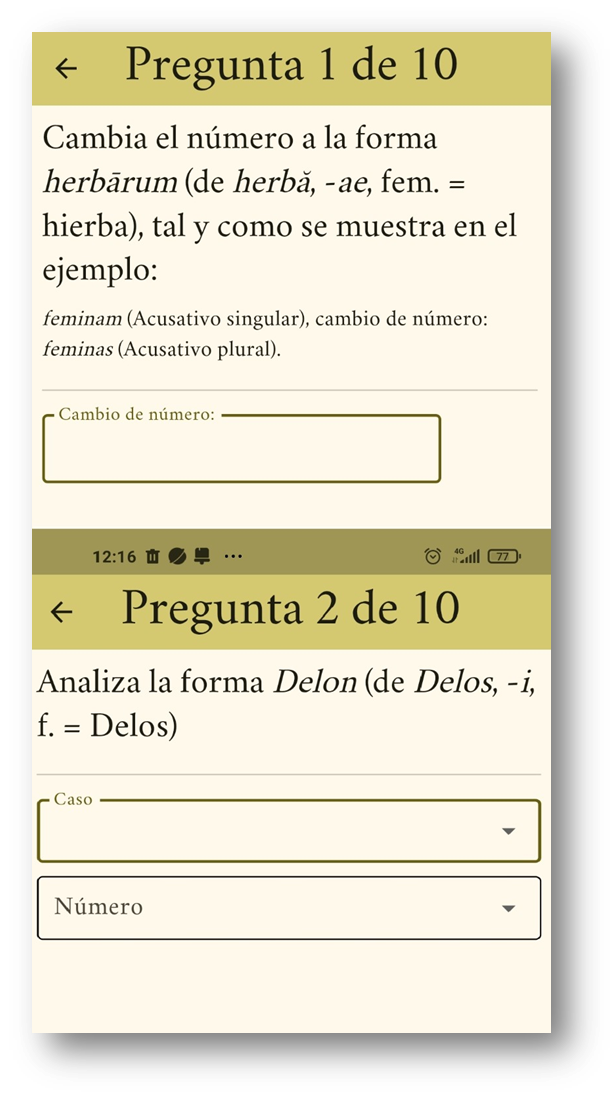 Pregunta 1 de 10
Cambia el número a la forma
herbārum (de herbă, -ae, fem. =
hierba), tal y como se muestra en el
ejemplo:
feminam (Acusativo singular), cambio de número:
feminas (Acusativo plural).
Cambio de número:
12:16 4G 77
Pregunta 2 de 10
Analiza la forma Delon (de Delos, -i,
f. = Delos)
Caso
Número